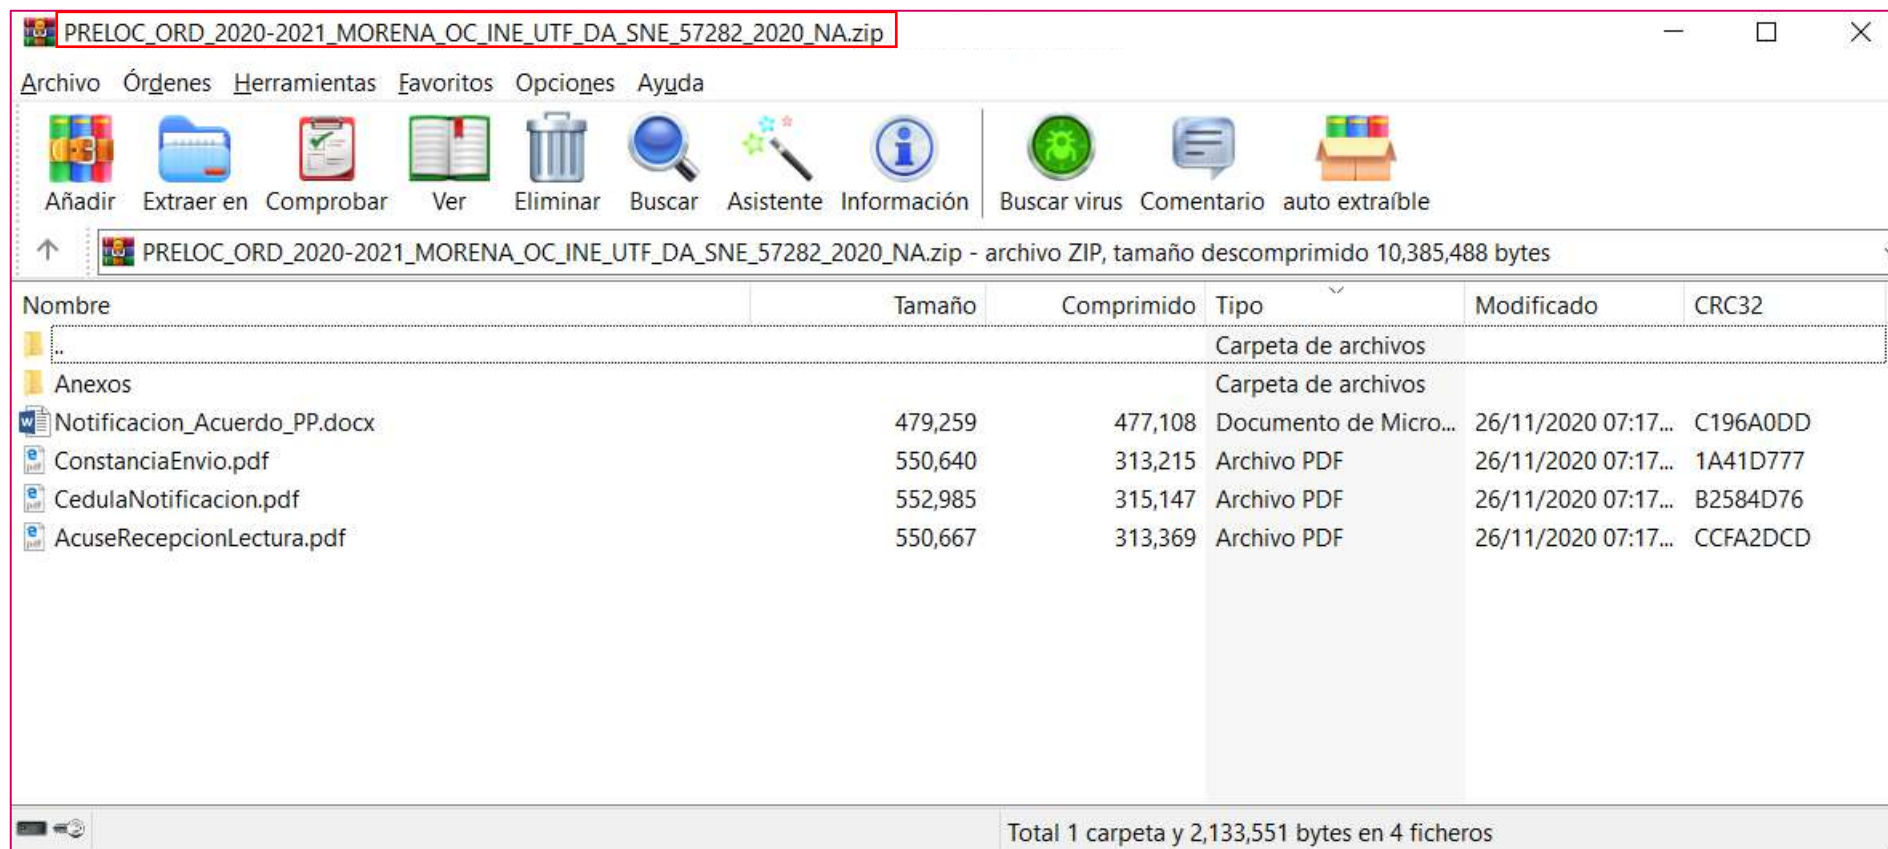 PRELOC_ORD_2020-2021_MORENA_OC_INE_UTF_DA_SNE_57282_2020_NA.zip
Archivo Órdenes Herramientas Favoritos Opciones Ayuda
Añadir Extraer en Comprobar Ver Eliminar Buscar Asistente Información Buscar virus Comentario auto extraíble
PRELOC_ORD_2020-2021_MORENA_OC_INE_UTF_DA_SNE_57282_2020_NA.zip - archivo ZIP, tamaño descomprimido 10,385,488 bytes
Nombre Tamaño Comprimido Tipo Modificado CRC32
.. Carpeta de archivos
Anexos Carpeta de archivos
Notificacion_Acuerdo_PP.docx 479,259 477,108 Documento de Micro... 26/11/2020 07:17... C196A0DD
ConstanciaEnvio.pdf 550,640 313,215 Archivo PDF 26/11/2020 07:17... 1A41D777
CedulaNotificacion.pdf 552,985 315,147 Archivo PDF 26/11/2020 07:17... B2584D76
AcuseRecepcionLectura.pdf 550,667 313,369 Archivo PDF 26/11/2020 07:17... CCFA2DCD
Total 1 carpeta y 2,133,551 bytes en 4 ficheros